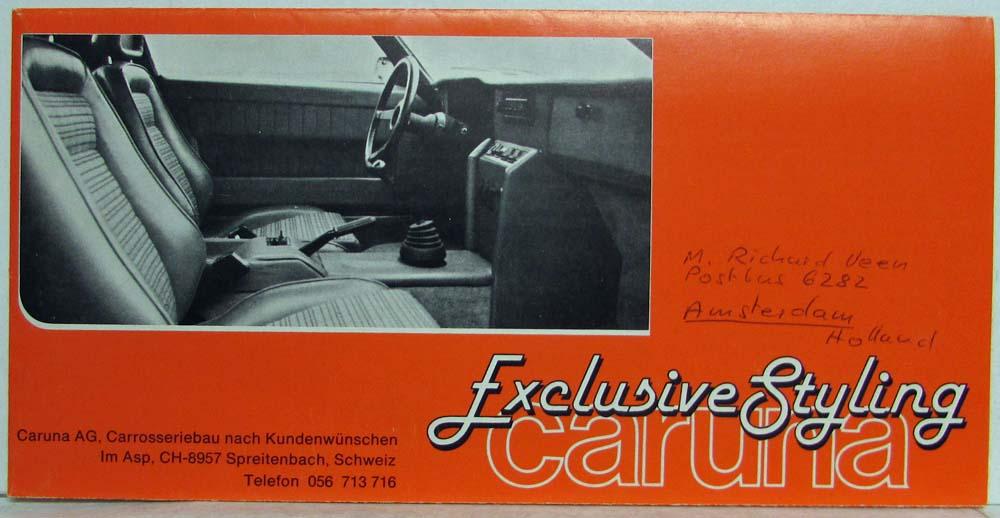 M. Richard Veen
Postbus 6282
Amsterdam
Holland
Exclusive Styling
caruna
Caruna AG, Carrosseriebau nach Kundenwünschen
Im Asp, CH-8957 Spreitenbach, Schweiz
Telefon 056 713 716